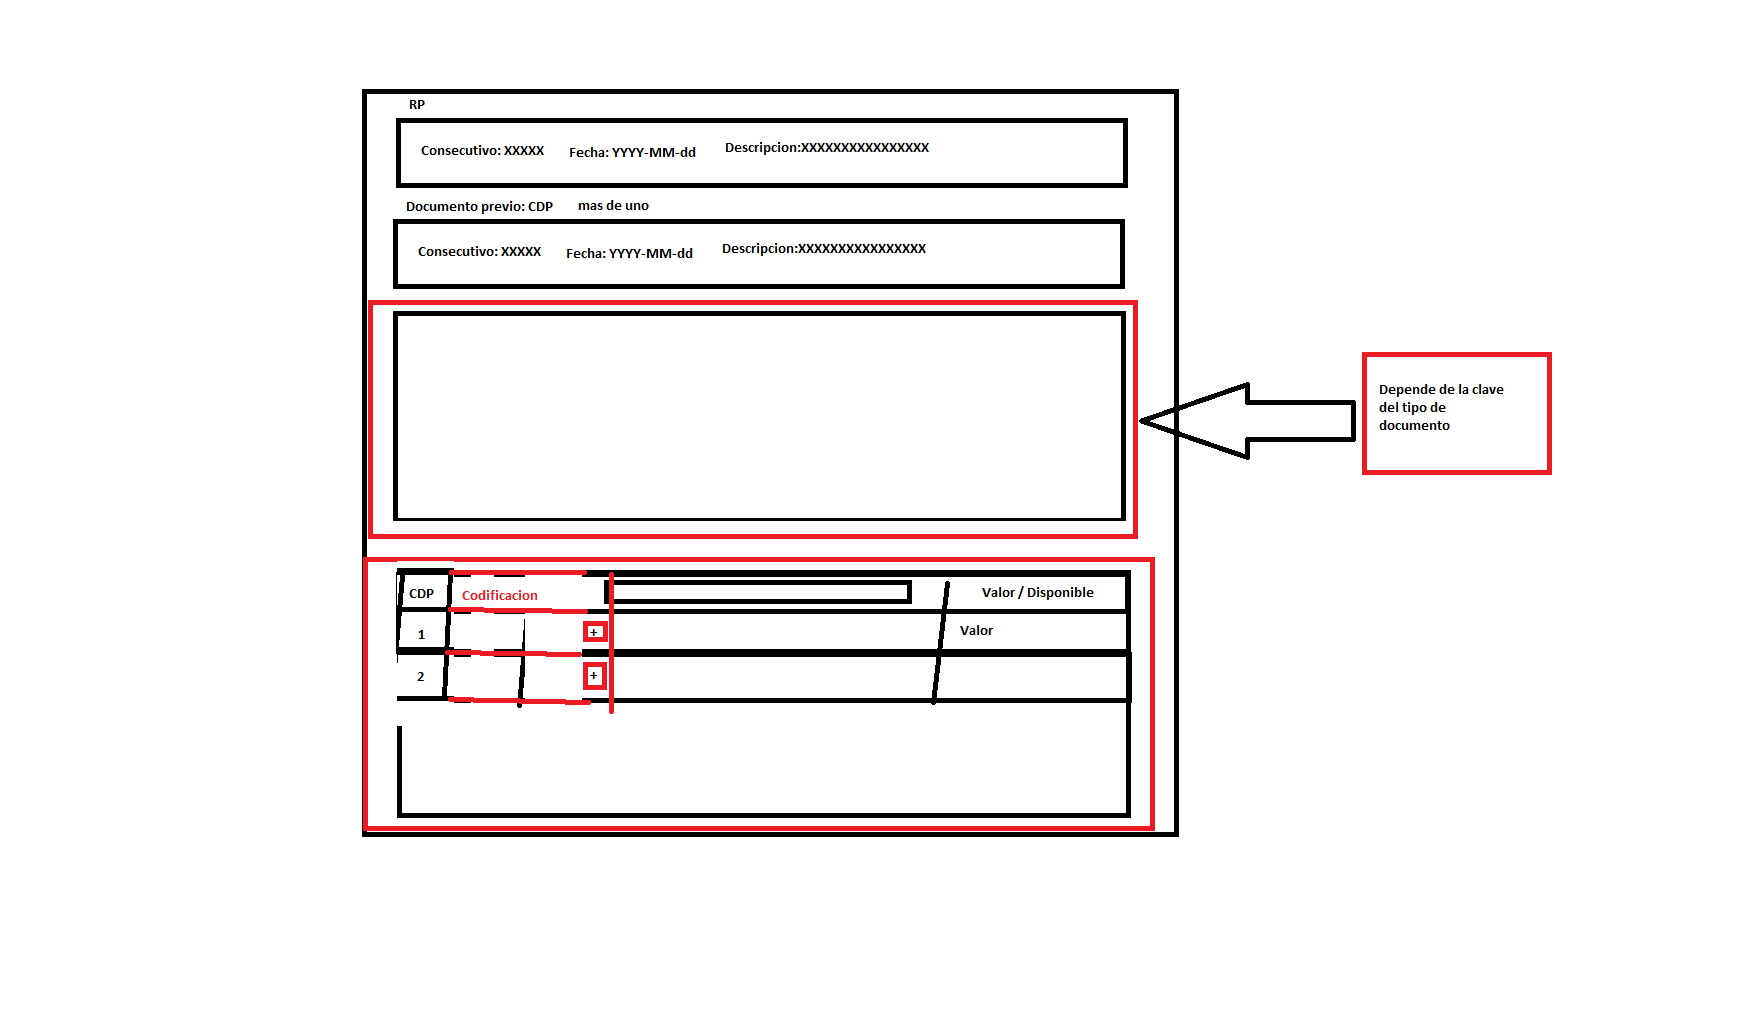 RP
Consecutivo: XXXXX Fecha: YYYY-MM-dd Descripcion:XXXXXXXXXXXXXXXX
Documento previo: CDP mas de uno
Consecutivo: XXXXX Fecha: YYYY-MM-dd Descripcion:XXXXXXXXXXXXXXXX
Depende de la clave
del tipo de
documento
CDP Codificacion Valor / Disponible
1 + Valor
2 +